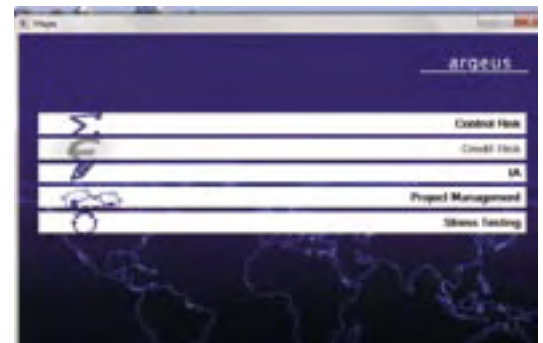 argeus
Control Risk
Credit Risk
IA
Project Management
Stress Testing